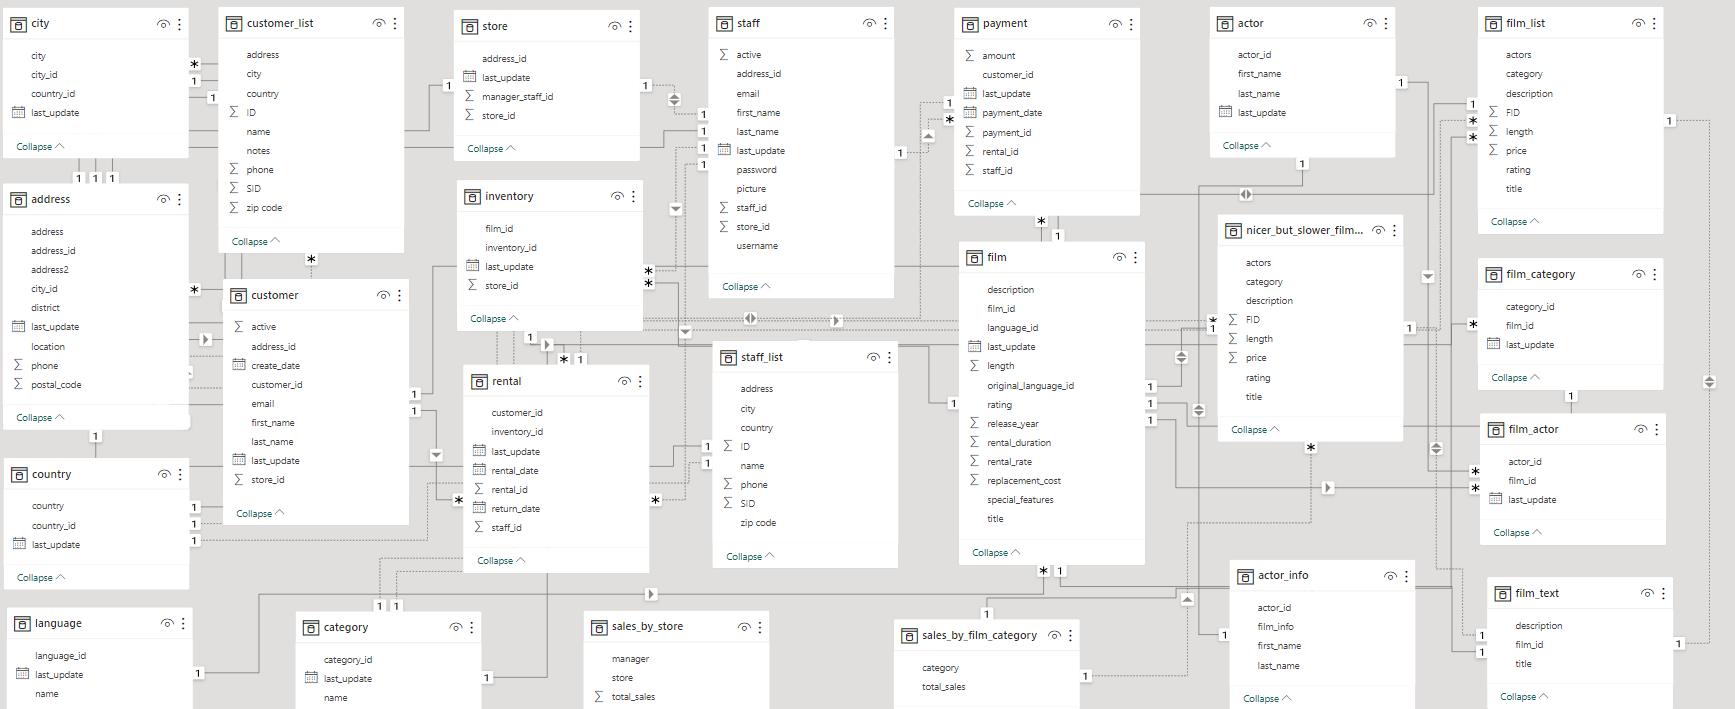 city
city
city_id
country_id
last_update
Collapse
customer_list
address
city
country
ID
name
notes
phone
SID
zip code
Collapse
store
address_id
last_update
manager_staff_id
store_id
Collapse
staff
active
address_id
email
first_name
last_name
last_update
password
picture
staff_id
store_id
username
Collapse
payment
amount
customer_id
last_update
payment_date
payment_id
rental_id
staff_id
Collapse
actor
actor_id
first_name
last_name
last_update
Collapse
film_list
actors
category
description
FID
length
price
rating
title
Collapse
address
address
address_id
address2
city_id
district
last_update
location
phone
postal_code
Collapse
customer
active
address_id
create_date
customer_id
email
first_name
last_name
last_update
store_id
Collapse
inventory
film_id
inventory_id
last_update
store_id
Collapse
film
description
film_id
language_id
last_update
length
original_language_id
rating
release_year
rental_duration
rental_rate
replacement_cost
special_features
title
Collapse
nicer_but_slower_film...
actors
category
description
FID
length
price
rating
title
Collapse
film_category
category_id
film_id
last_update
Collapse
rental
customer_id
inventory_id
last_update
rental_date
rental_id
return_date
staff_id
Collapse
staff_list
address
city
country
ID
name
phone
SID
zip code
Collapse
film_actor
actor_id
film_id
last_update
Collapse
country
country
country_id
last_update
Collapse
language
language_id
last_update
name
category
category_id
last_update
name
sales_by_store
manager
store
total_sales
sales_by_film_category
category
total_sales
actor_info
actor_id
film_info
first_name
last_name
Collapse
film_text
description
film_id
title
Collapse